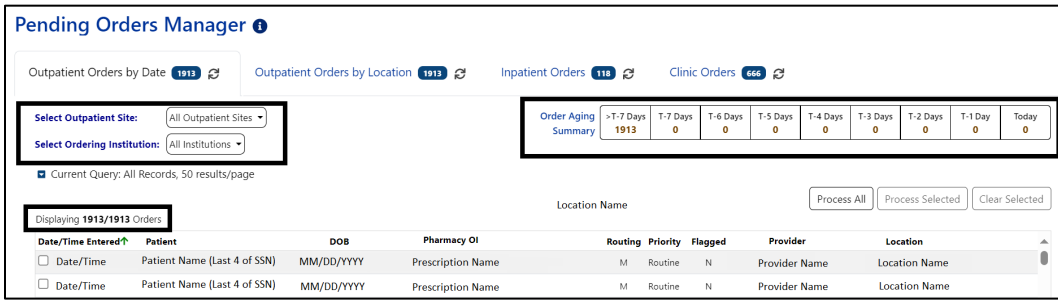 Pending Orders Manager
Outpatient Orders by Date 1913 Outpatient Orders by Location 1913 Inpatient Orders 118 Clinic Orders 666
Select Outpatient Site: All Outpatient Sites
Select Ordering Institution: All Institutions
Order Aging Summary
>T-7 Days T-7 Days T-6 Days T-5 Days T-4 Days T-3 Days T-2 Days T-1 Day Today
1913 0 0 0 0 0 0 0 0
Current Query: All Records, 50 results/page
Location Name
Process All Process Selected Clear Selected
Displaying 1913/1913 Orders
Date/Time Entered Patient DOB Pharmacy OI Routing Priority Flagged Provider Location
Date/Time Patient Name (Last 4 of SSN) MM/DD/YYYY Prescription Name M Routine N Provider Name Location Name
Date/Time Patient Name (Last 4 of SSN) MM/DD/YYYY Prescription Name M Routine N Provider Name Location Name